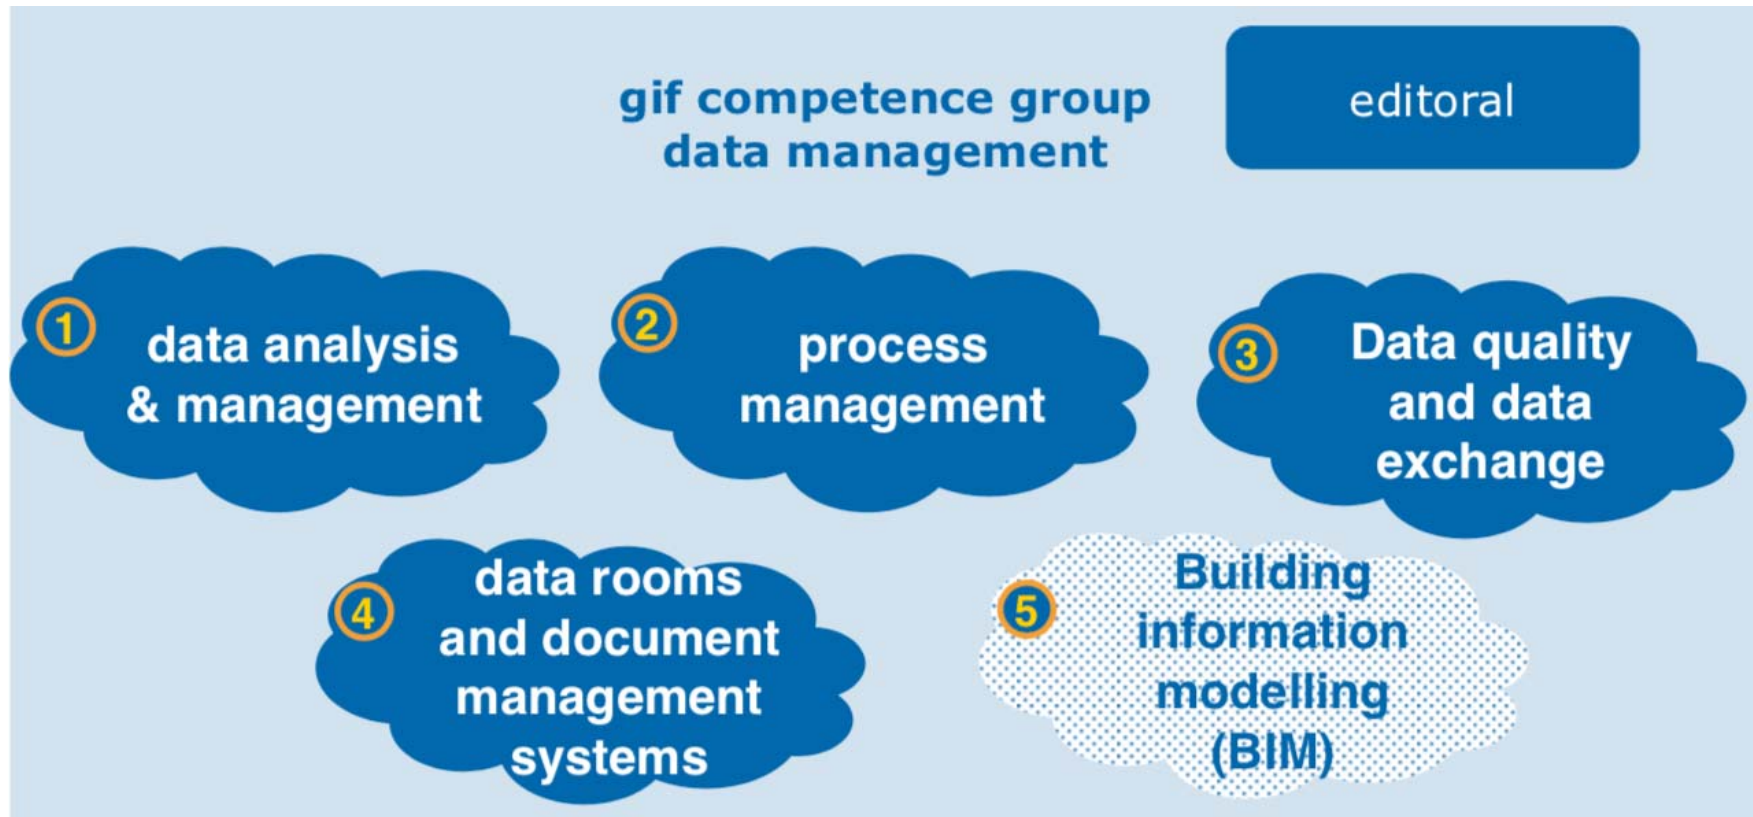 gif competence group
data management
editoral
1
data analysis
& management
2
process
management
3
Data quality
and data
exchange
4
data rooms
and document
management
systems
5
Building
information
modelling
(BIM)